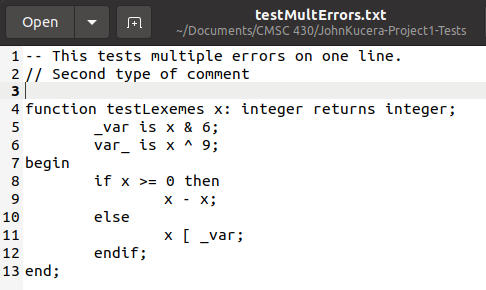 Open
testMultErrors.txt
~/Documents/CMSC 430/JohnKucera-Project1-Tests
1 -- This tests multiple errors on one line.
2 // Second type of comment
3
4 function testLexemes x: integer returns integer;
5 _var is x & 6;
6 var_ is x ^ 9;
7 begin
8 if x >= 0 then
9 x - x;
10 else
11 x [ _var;
12 endif;
13 end;